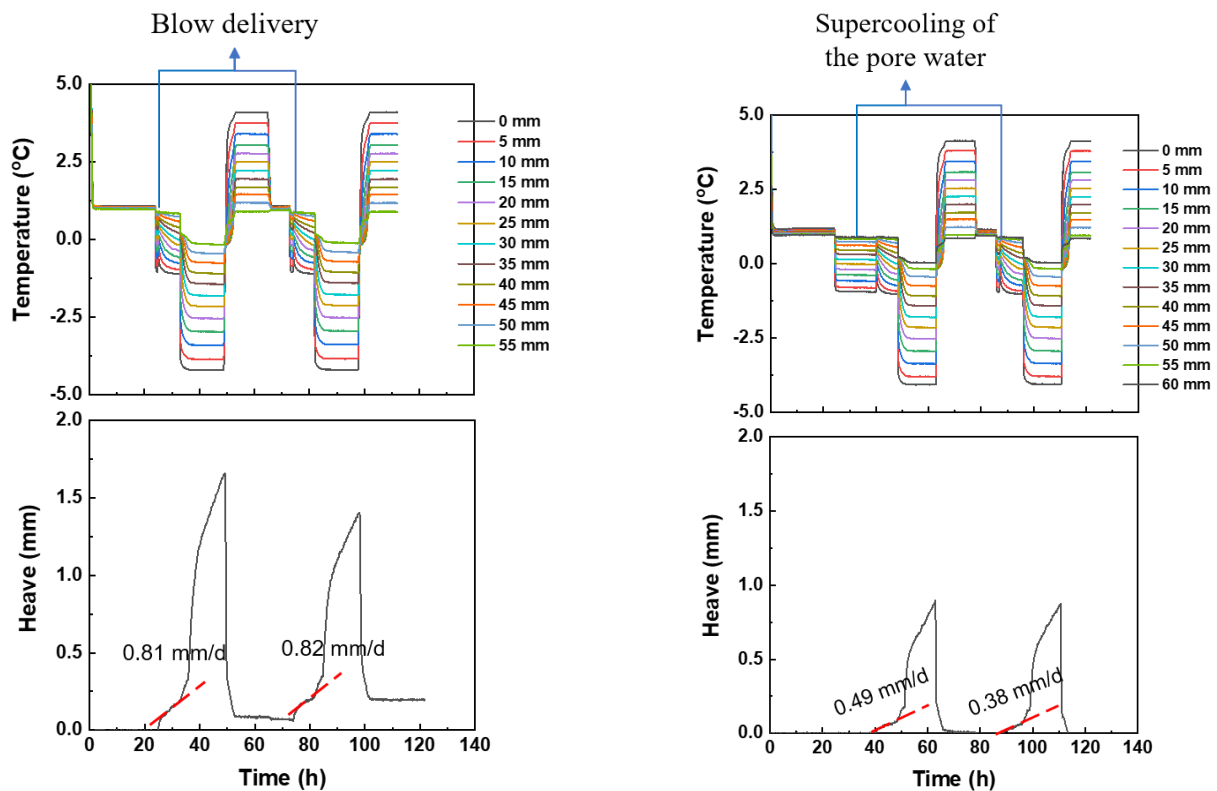 Blow delivery
5.0
2.5
0.0
-2.5
-5.0
Temperature (°C)
0 mm
5 mm
10 mm
15 mm
20 mm
25 mm
30 mm
35 mm
40 mm
45 mm
50 mm
55 mm
2.0
1.5
1.0
0.5
0.0
Heave (mm)
0.81 mm/d
0.82 mm/d
0 20 40 60 80 100 120 140
Time (h)
Supercooling of
the pore water
5.0
2.5
0.0
-2.5
-5.0
Temperature (°C)
0 mm
5 mm
10 mm
15 mm
20 mm
25 mm
30 mm
35 mm
40 mm
45 mm
50 mm
55 mm
60 mm
2.0
1.5
1.0
0.5
0.0
Heave (mm)
0.49 mm/d
0.38 mm/d
0 20 40 60 80 100 120 140
Time (h)